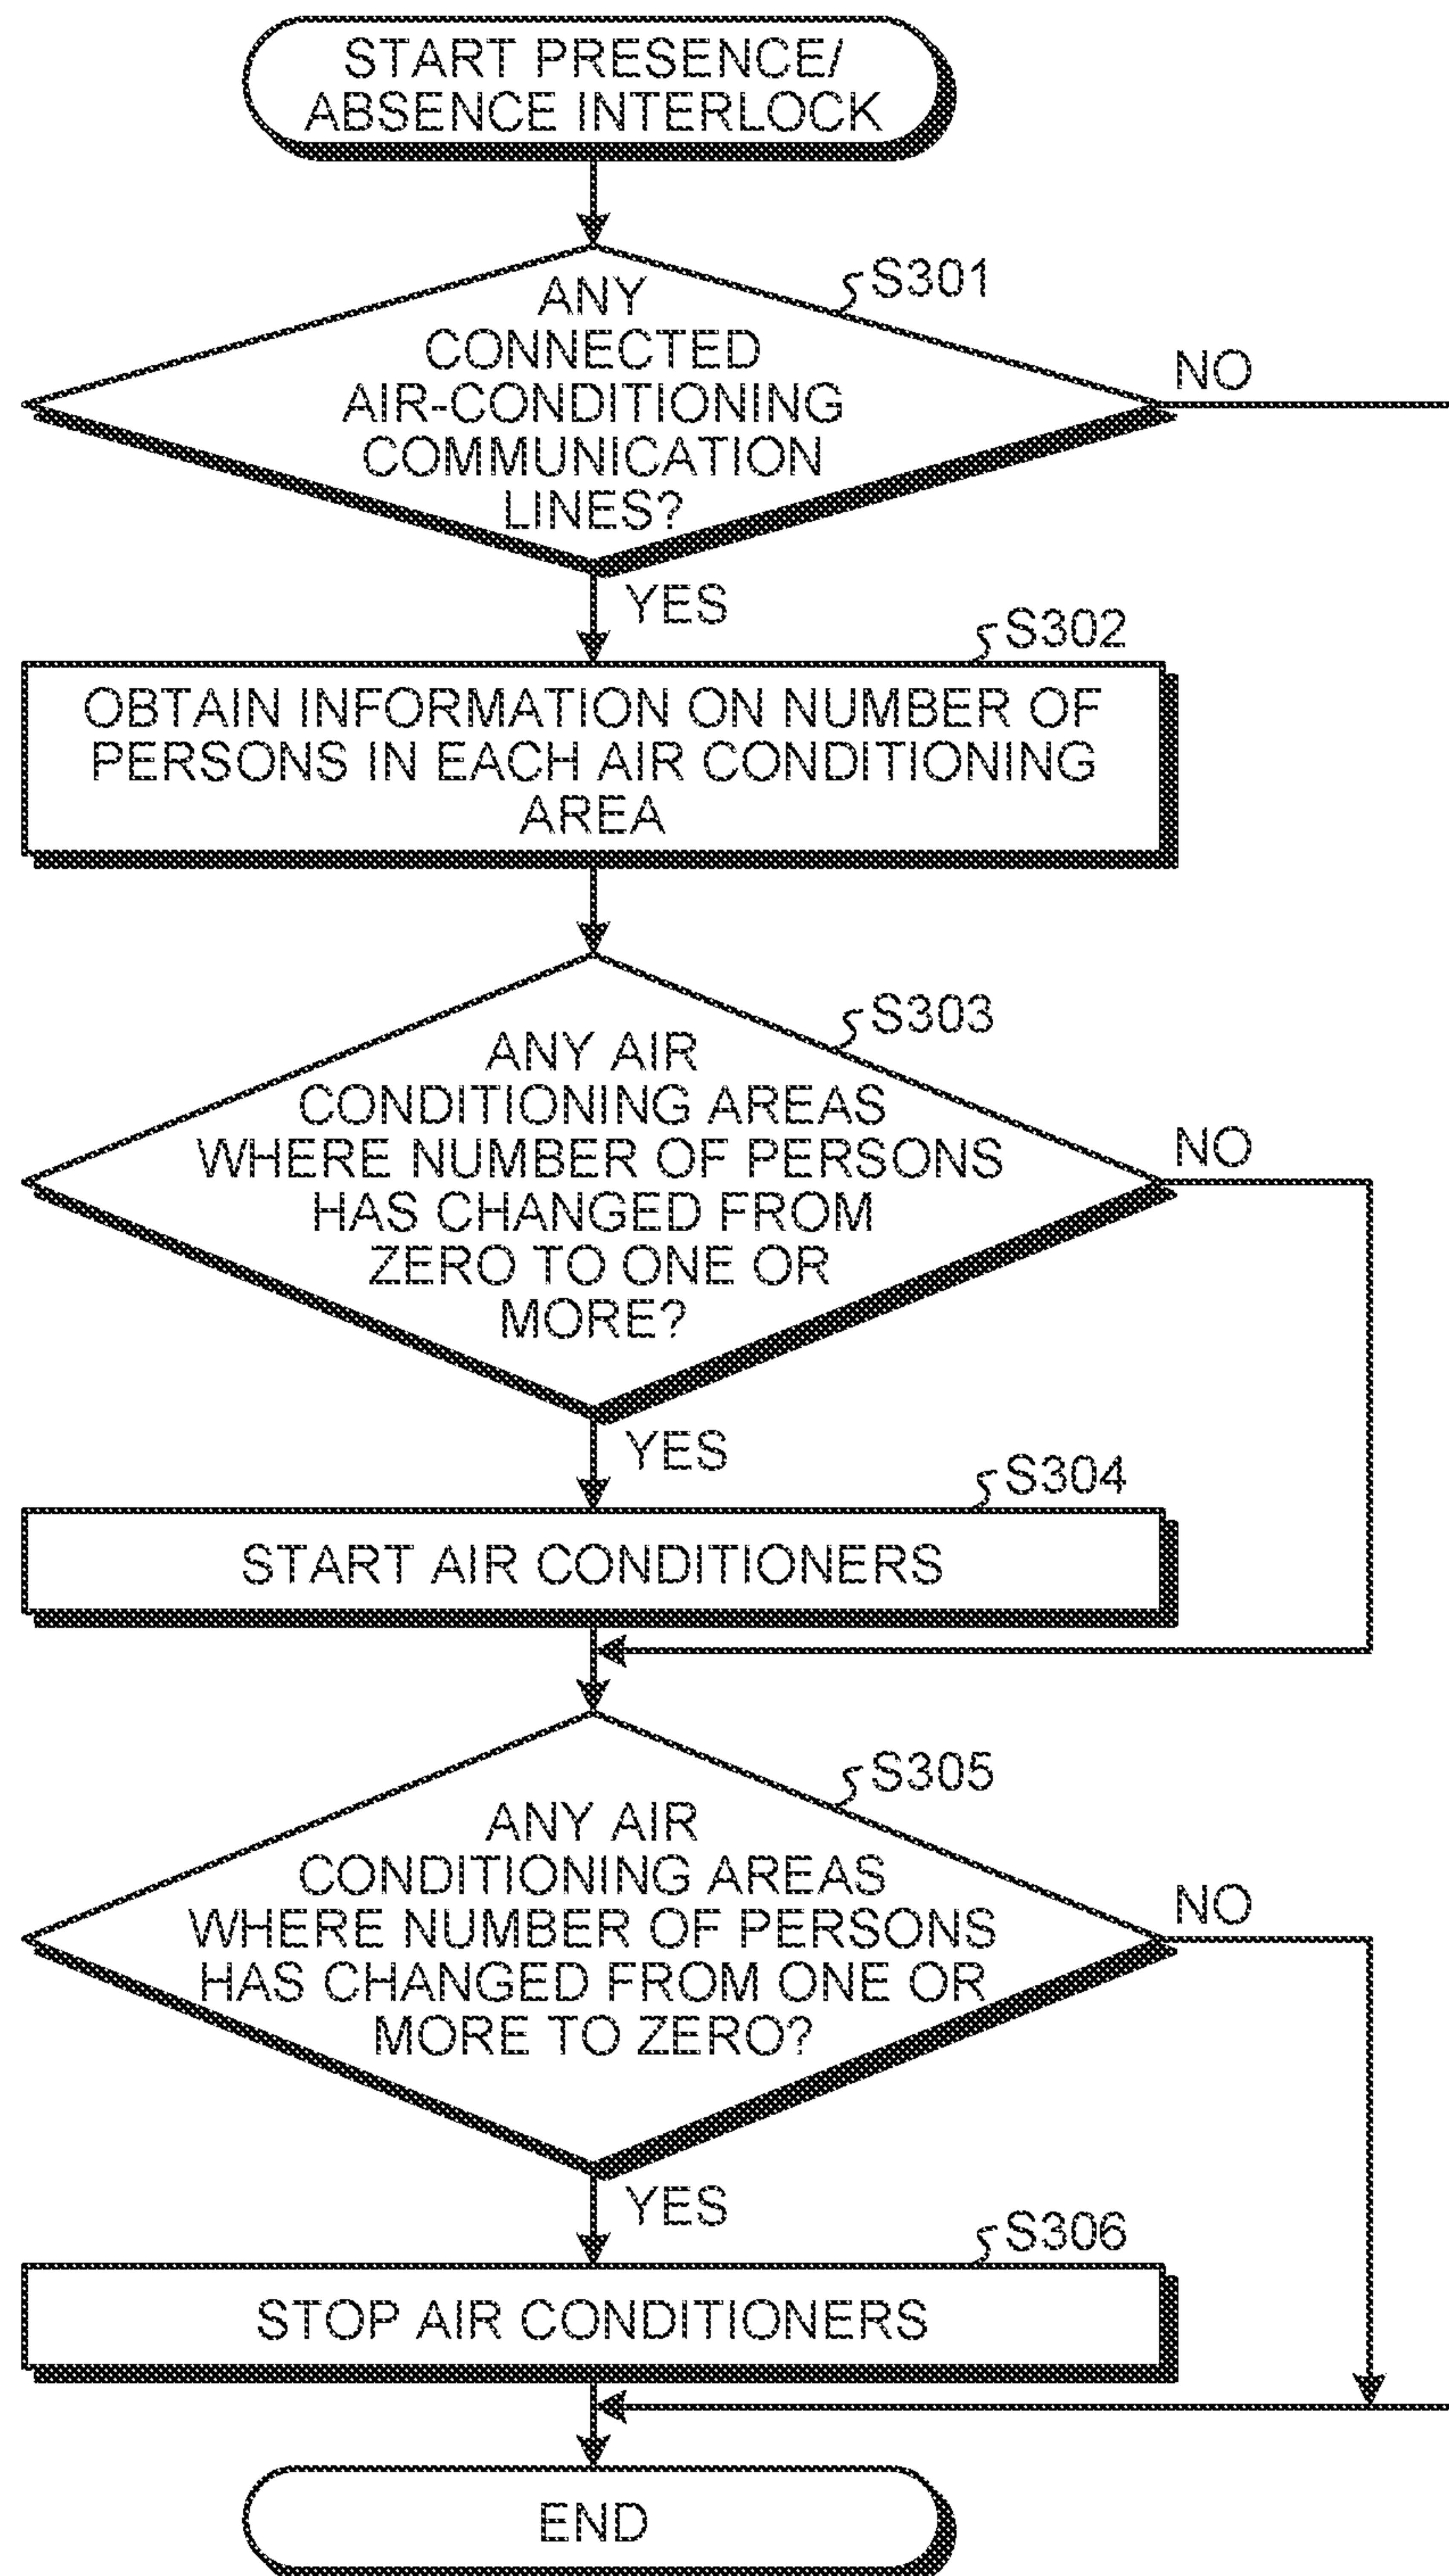 START PRESENCE/
ABSENCE INTERLOCK
S301
ANY
CONNECTED
AIR-CONDITIONING
COMMUNICATION
LINES?
NO
YES
S302
OBTAIN INFORMATION ON NUMBER OF
PERSONS IN EACH AIR CONDITIONING
AREA
S303
ANY AIR
CONDITIONING AREAS
WHERE NUMBER OF PERSONS
HAS CHANGED FROM
ZERO TO ONE OR
MORE?
NO
YES
S304
START AIR CONDITIONERS
S305
ANY AIR
CONDITIONING AREAS
WHERE NUMBER OF PERSONS
HAS CHANGED FROM ONE OR
MORE TO ZERO?
NO
YES
S306
STOP AIR CONDITIONERS
END